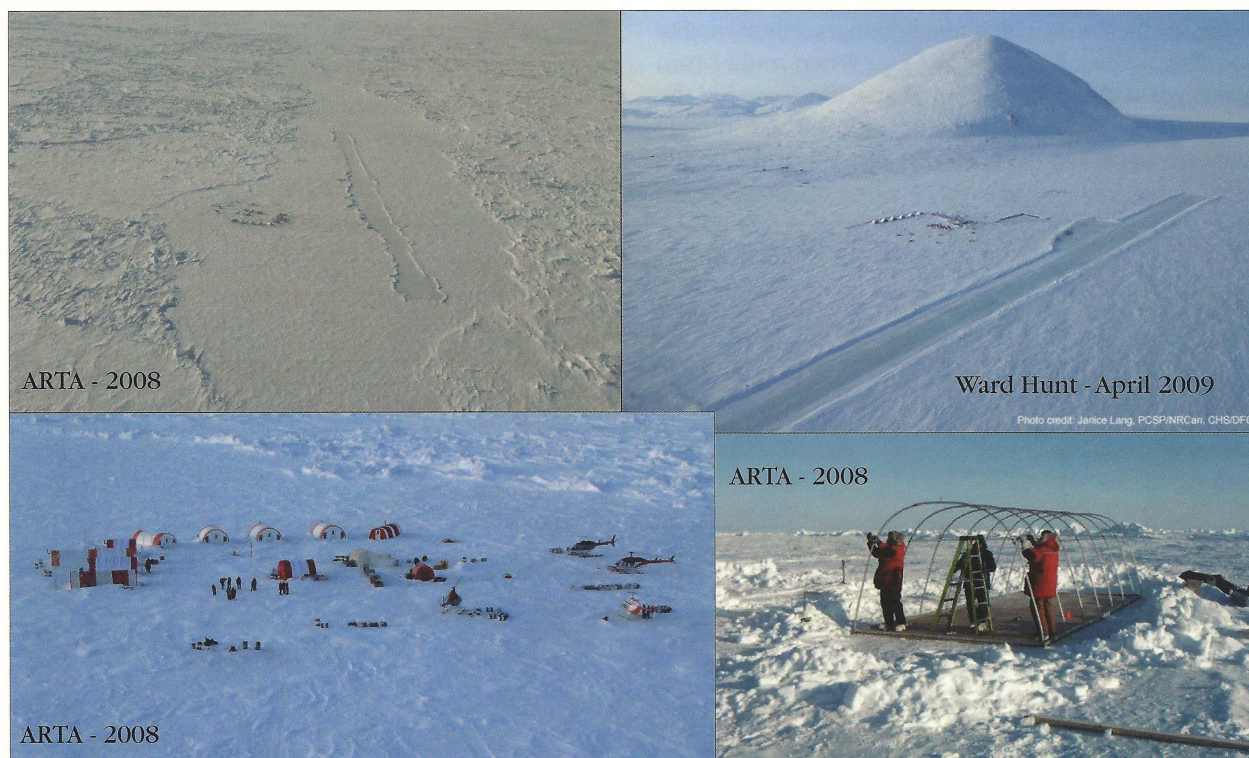 ARTA - 2008
Ward Hunt - April 2009
Photo credit: Janice Lang, PCSP/NRCan, CHS/DFO
ARTA - 2008
ARTA - 2008